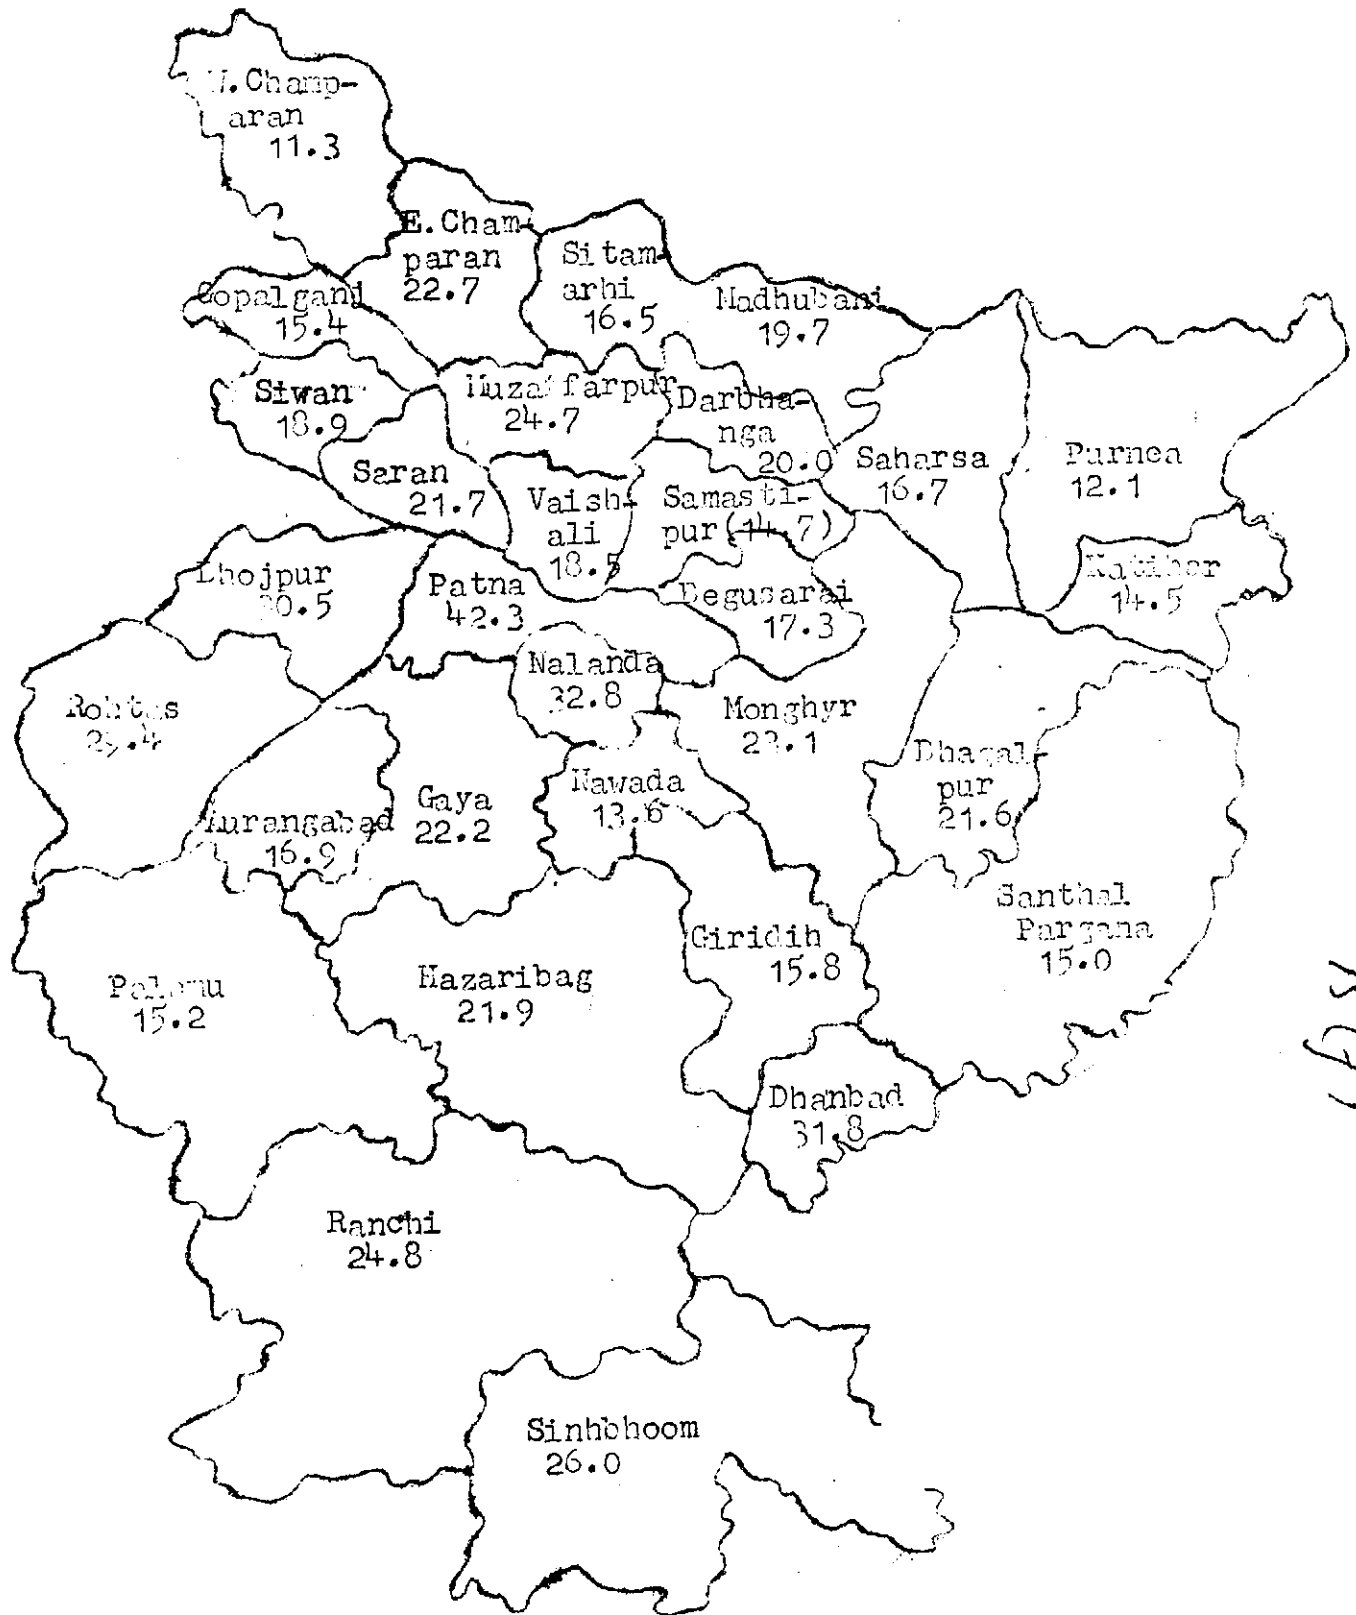 W.Champ-
aran
11.3
E.Cham-
paran
22.7
Sitam-
arhi
16.5
Madhubani
19.7
Gopalganj
15.4
Siwan
18.9
Muzaffarpur
24.7
Darbha-
nga
20.0
Saharsa
16.7
Purnea
12.1
Saran
21.7
Vaish-
ali
18.5
Samasti-
pur(14.7)
Katihar
14.5
Bhojpur
Patna
42.3
Begusarai
17.3
Nalanda
32.8
Rohtas
Monghyr
23.1
Bhagal-
pur
21.6
Aurangabad
16.9
Gaya
22.2
Nawada
13.6
Santhal
Pargana
15.0
Giridih
15.8
Palamu
15.2
Hazaribag
21.9
Dhanbad
31.8
Ranchi
24.8
Sinhbhoom
26.0